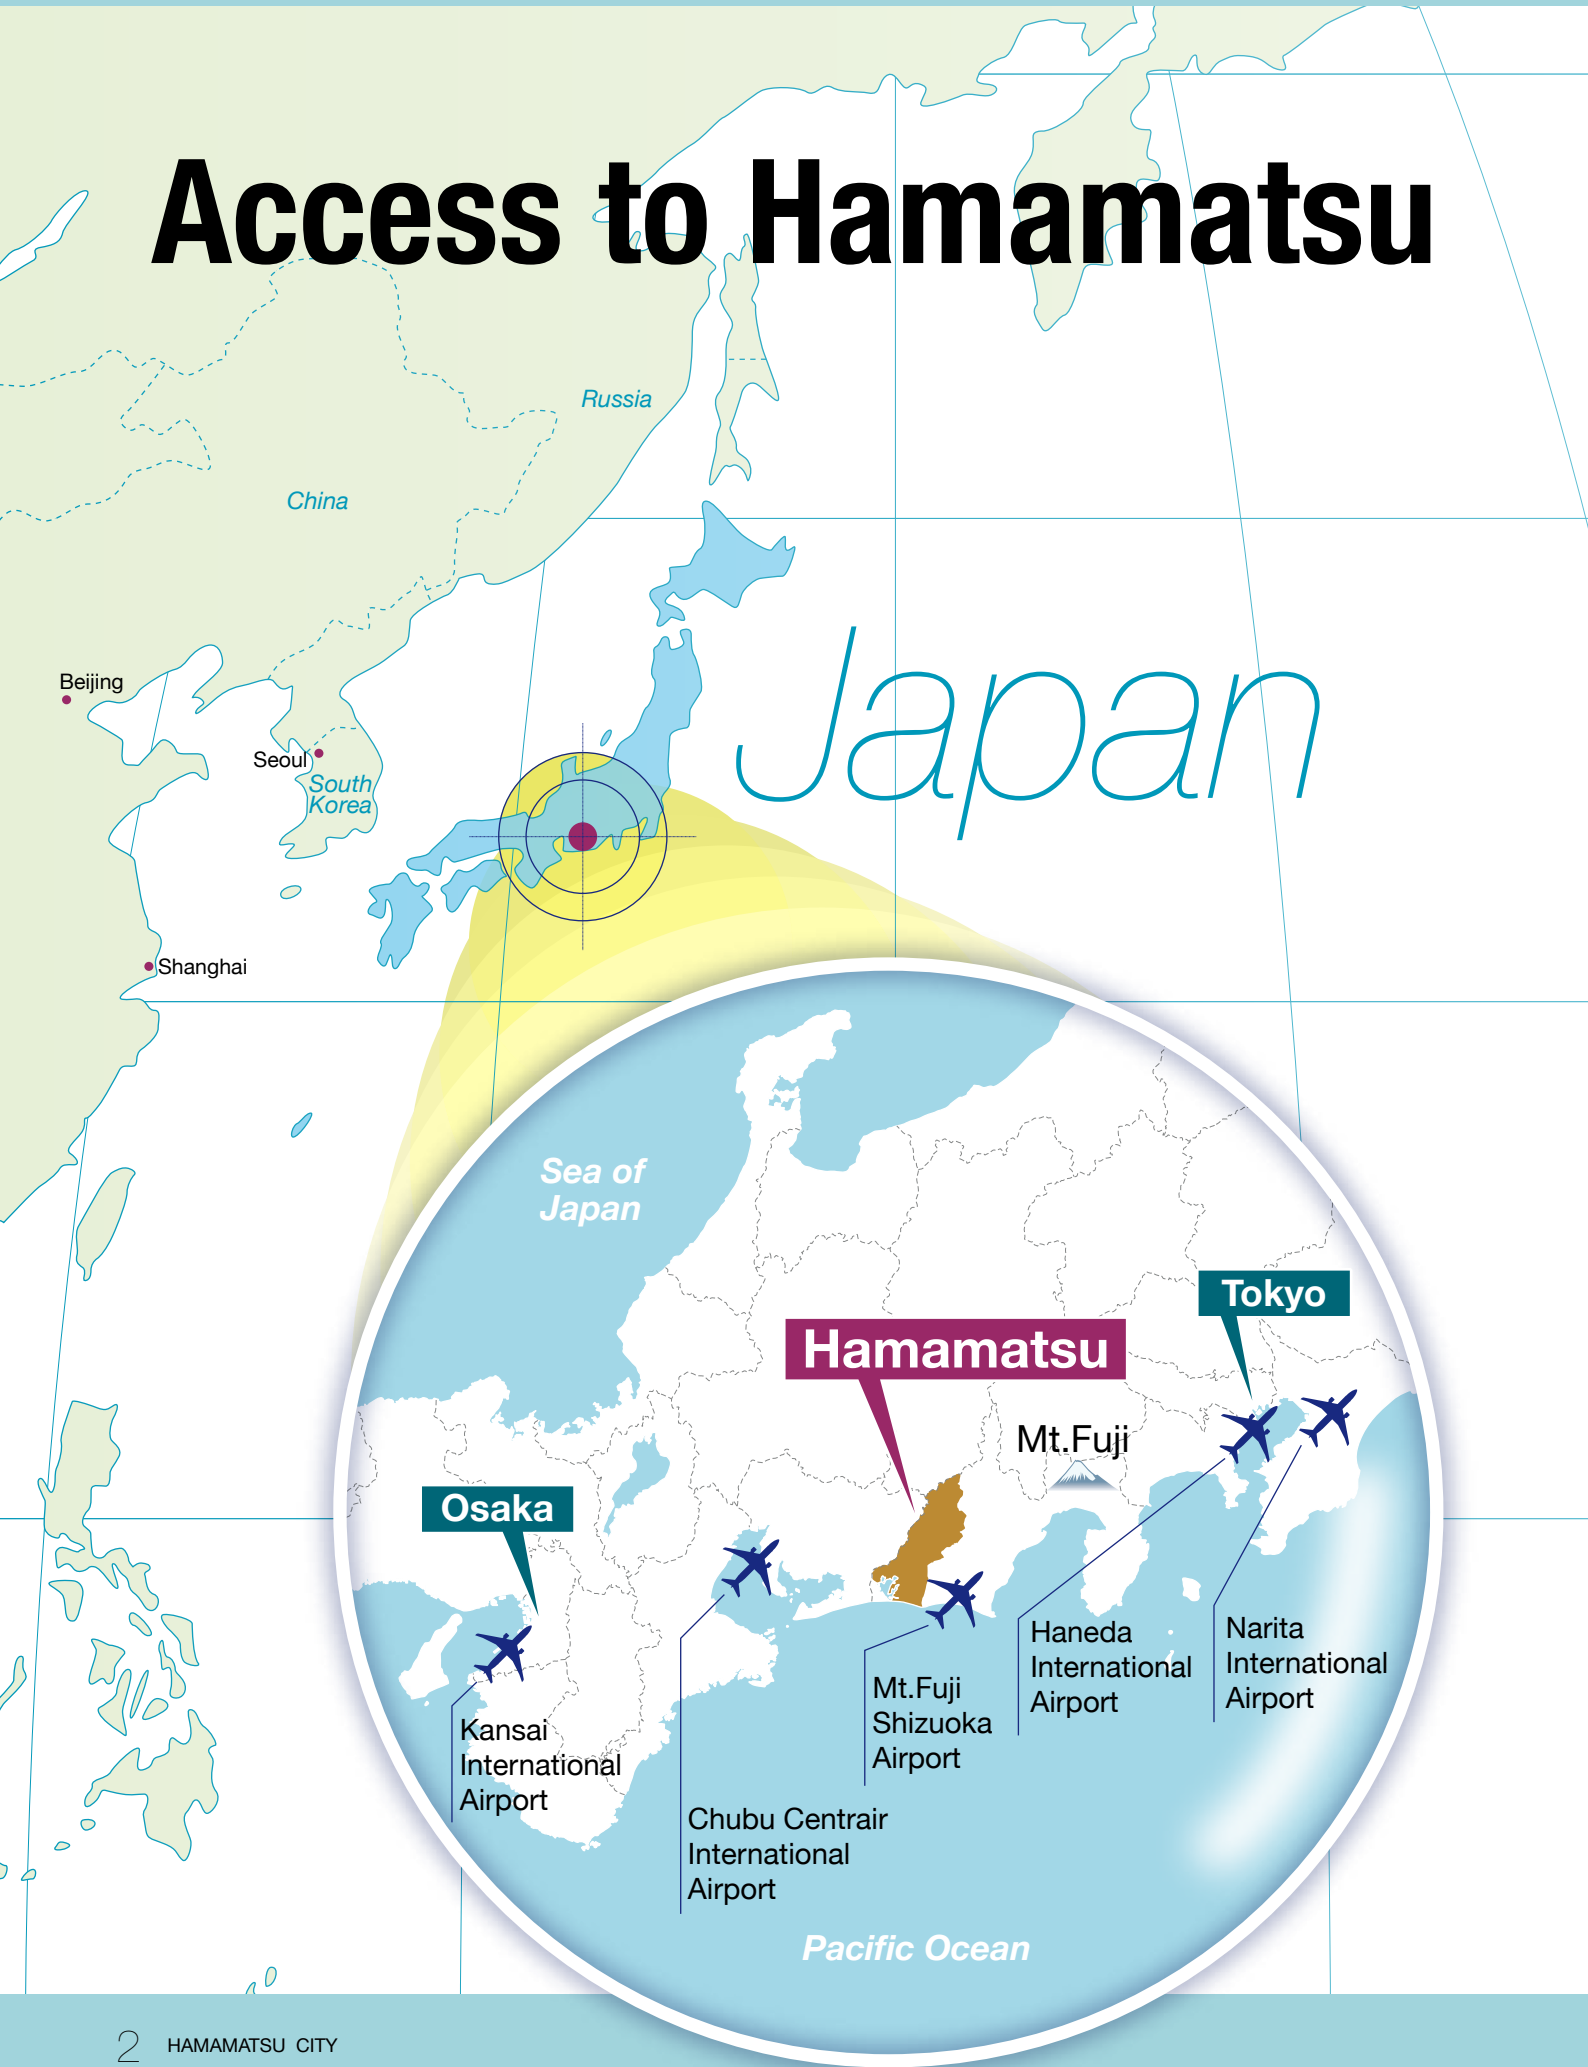 Access to Hamamatsu
Russia
China
Japan
Beijing
Seoul
South
Korea
Shanghai
Sea of
Japan
Tokyo
Hamamatsu
Mt.Fuji
Osaka
Haneda
International
Airport
Narita
International
Airport
Mt.Fuji
Shizuoka
Airport
Kansai
International
Airport
Chubu Centrair
International
Airport
Pacific Ocean
2 HAMAMATSU CITY